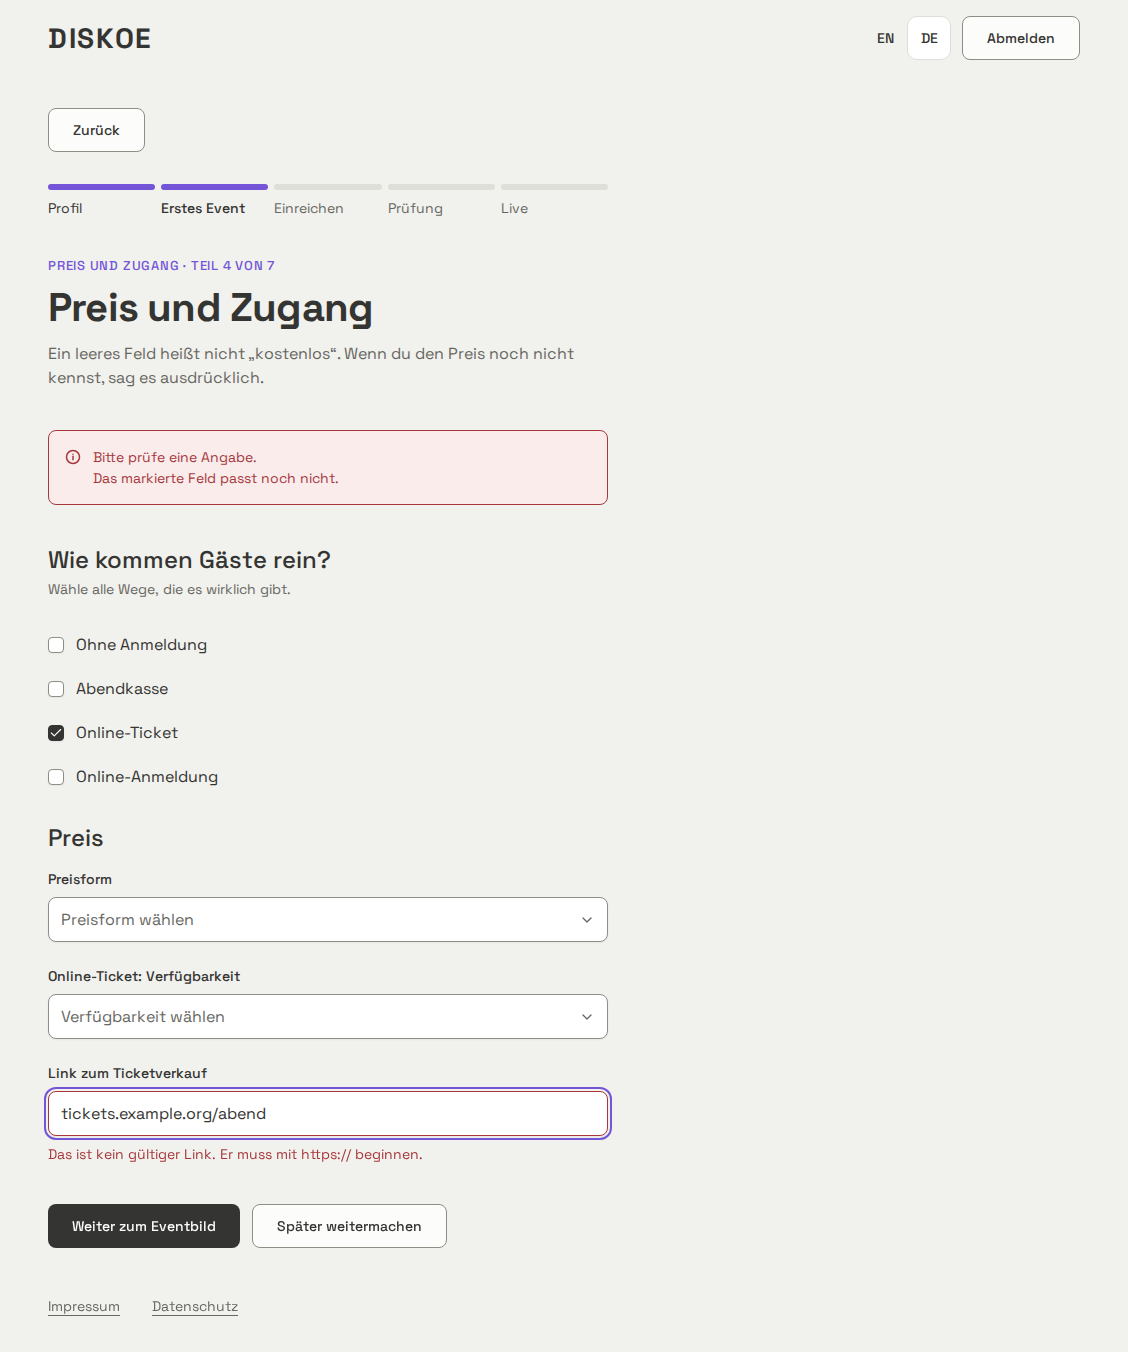 DISKOE
EN
DE
Abmelden
Zurück
Profil
Erstes Event
Einreichen
Prüfung
Live
PREIS UND ZUGANG · TEIL 4 VON 7
Preis und Zugang
Ein leeres Feld heißt nicht „kostenlos“. Wenn du den Preis noch nicht
kennst, sag es ausdrücklich.
Bitte prüfe eine Angabe.
Das markierte Feld passt noch nicht.
Wie kommen Gäste rein?
Wähle alle Wege, die es wirklich gibt.
Ohne Anmeldung
Abendkasse
Online-Ticket
Online-Anmeldung
Preis
Preisform
Preisform wählen
Online-Ticket: Verfügbarkeit
Verfügbarkeit wählen
Link zum Ticketverkauf
tickets.example.org/abend
Das ist kein gültiger Link. Er muss mit https:// beginnen.
Weiter zum Eventbild
Später weitermachen
Impressum
Datenschutz